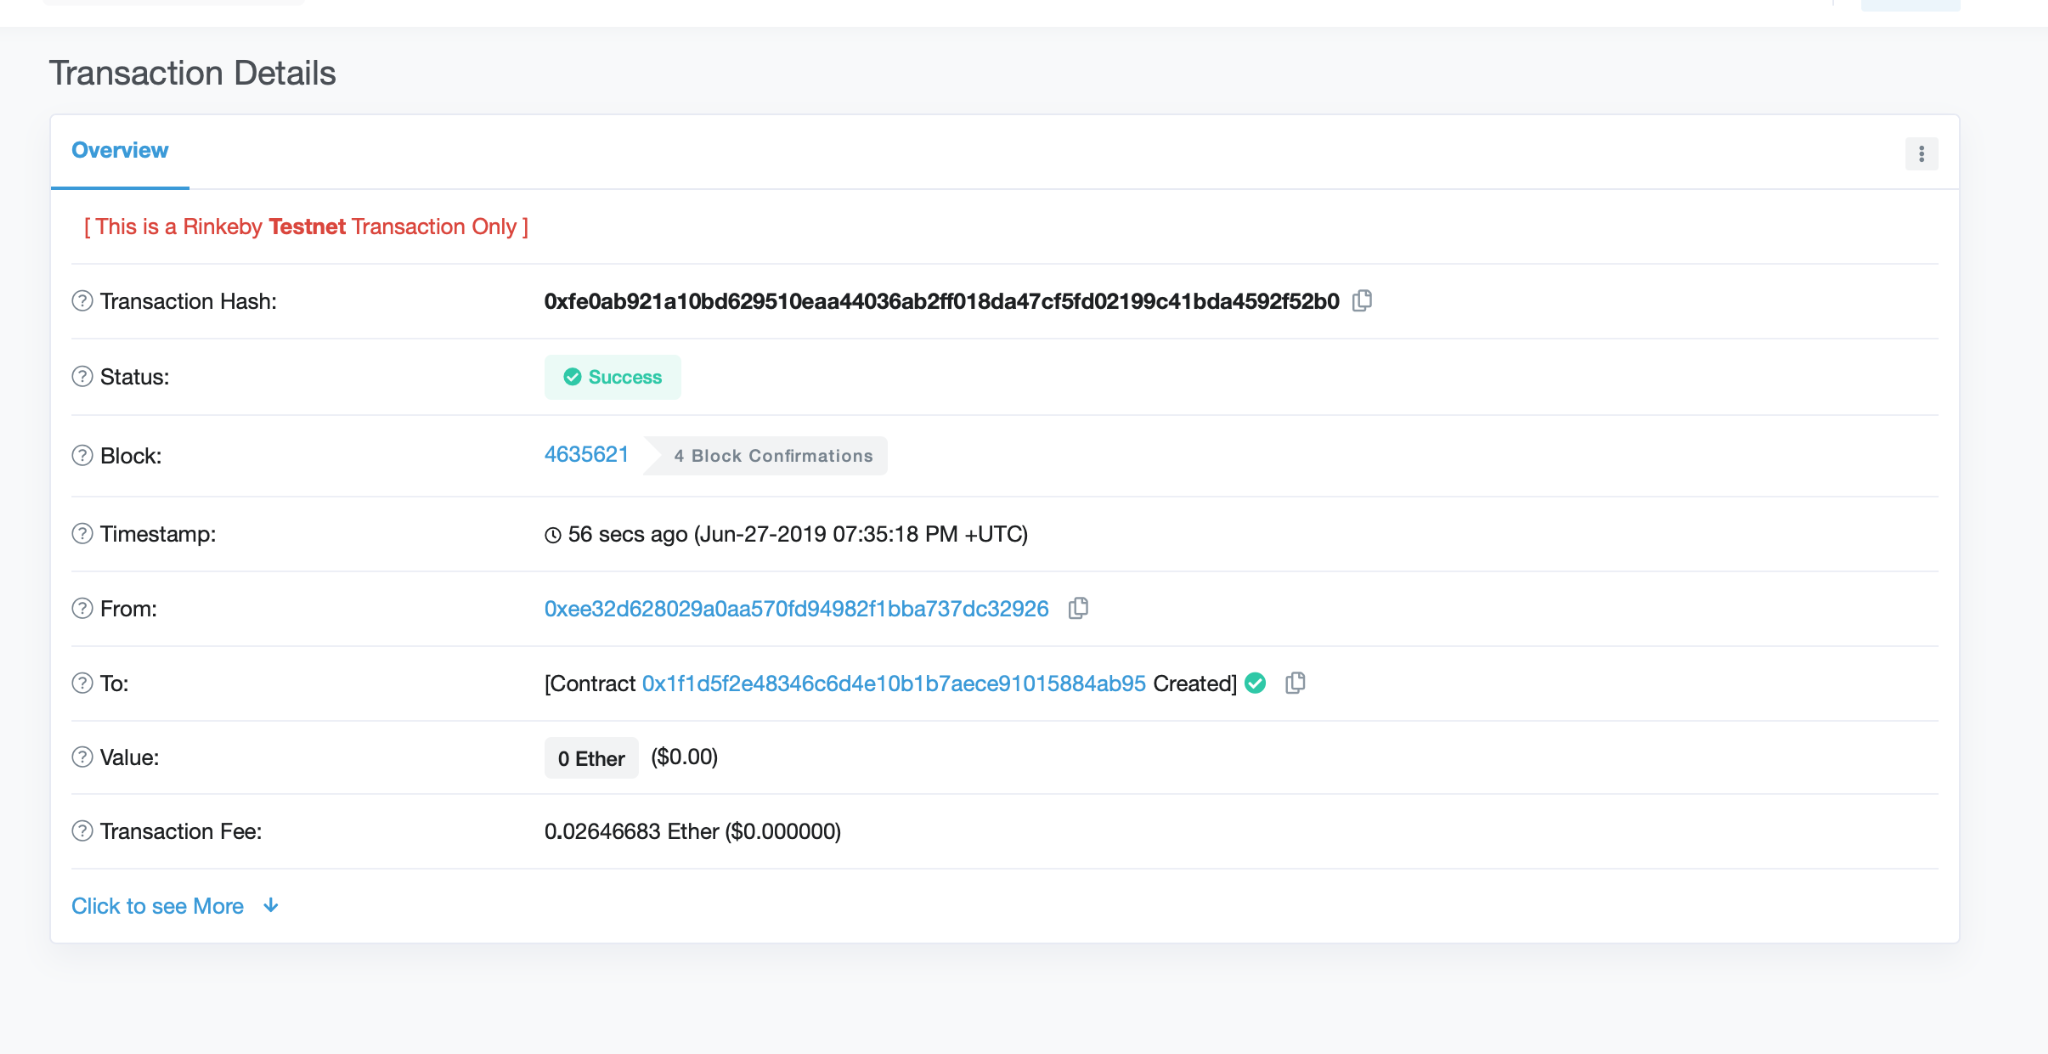 Transaction Details
Overview
[ This is a Rinkeby Testnet Transaction Only ]
Transaction Hash: 0xfe0ab921a10bd629510eaa44036ab2ff018da47cf5fd02199c41bda4592f52b0
Status: Success
Block: 4635621 4 Block Confirmations
Timestamp: 56 secs ago (Jun-27-2019 07:35:18 PM +UTC)
From: 0xee32d628029a0aa570fd94982f1bba737dc32926
To: [Contract 0x1f1d5f2e48346c6d4e10b1b7aece91015884ab95 Created]
Value: 0 Ether ($0.00)
Transaction Fee: 0.02646683 Ether ($0.000000)
Click to see More